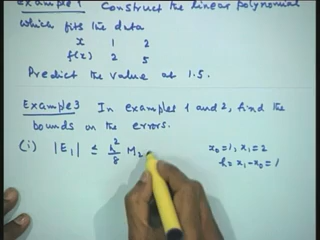 Example 1 Construct the linear polynomial
which fits the data
x 1 2
f(x) 2 5
Predict the value at 1.5.
Example 3 In examples 1 and 2, find the
bounds on the errors.
(i) |E₁| ≤ h²/8 M₂
x₀=1, x₁=2
h=x₁-x₀=1